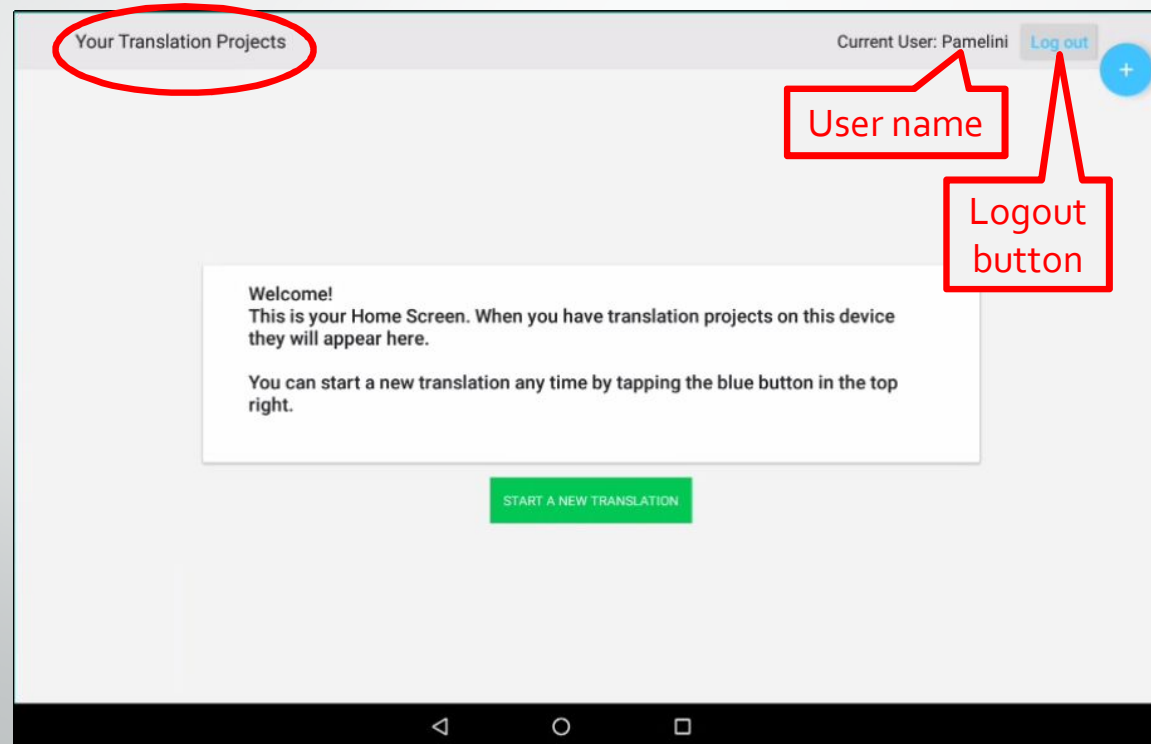 Your Translation Projects
Current User: Pamelini
Log out
+
User name
Logout
button
Welcome!
This is your Home Screen. When you have translation projects on this device
they will appear here.
You can start a new translation any time by tapping the blue button in the top
right.
START A NEW TRANSLATION